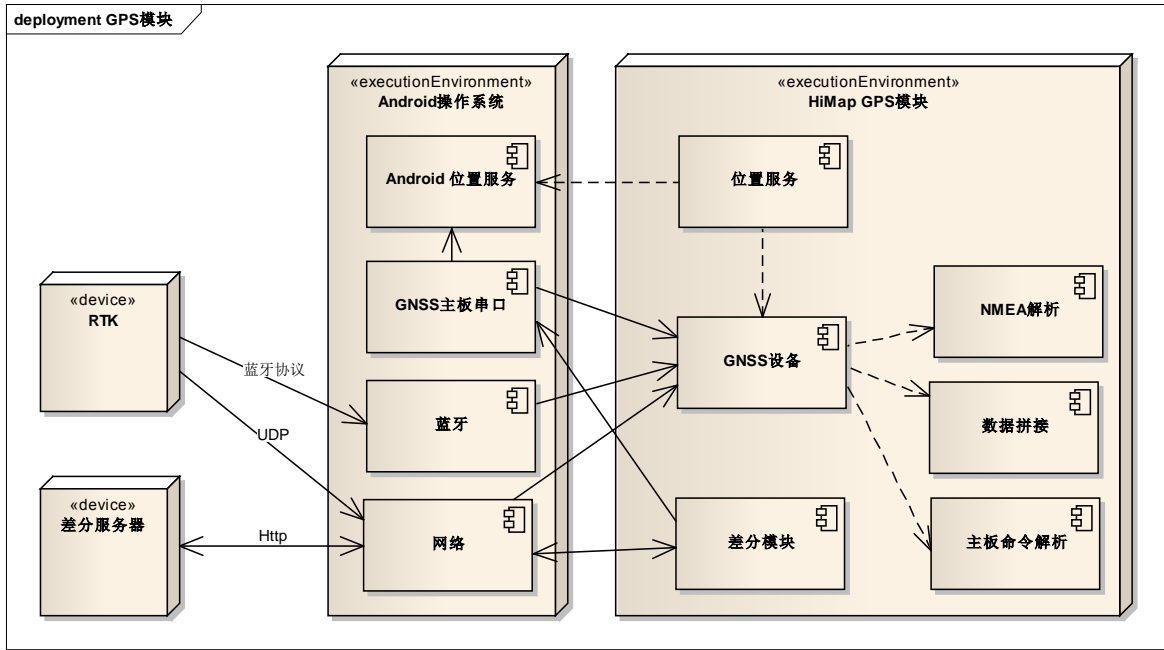 deployment GPS模块
«executionEnvironment»
Android操作系统
Android 位置服务
GNSS主板串口
蓝牙
网络
«executionEnvironment»
HiMap GPS模块
位置服务
GNSS设备
差分模块
NMEA解析
数据拼接
主板命令解析
«device»
RTK
«device»
差分服务器
蓝牙协议
UDP
Http